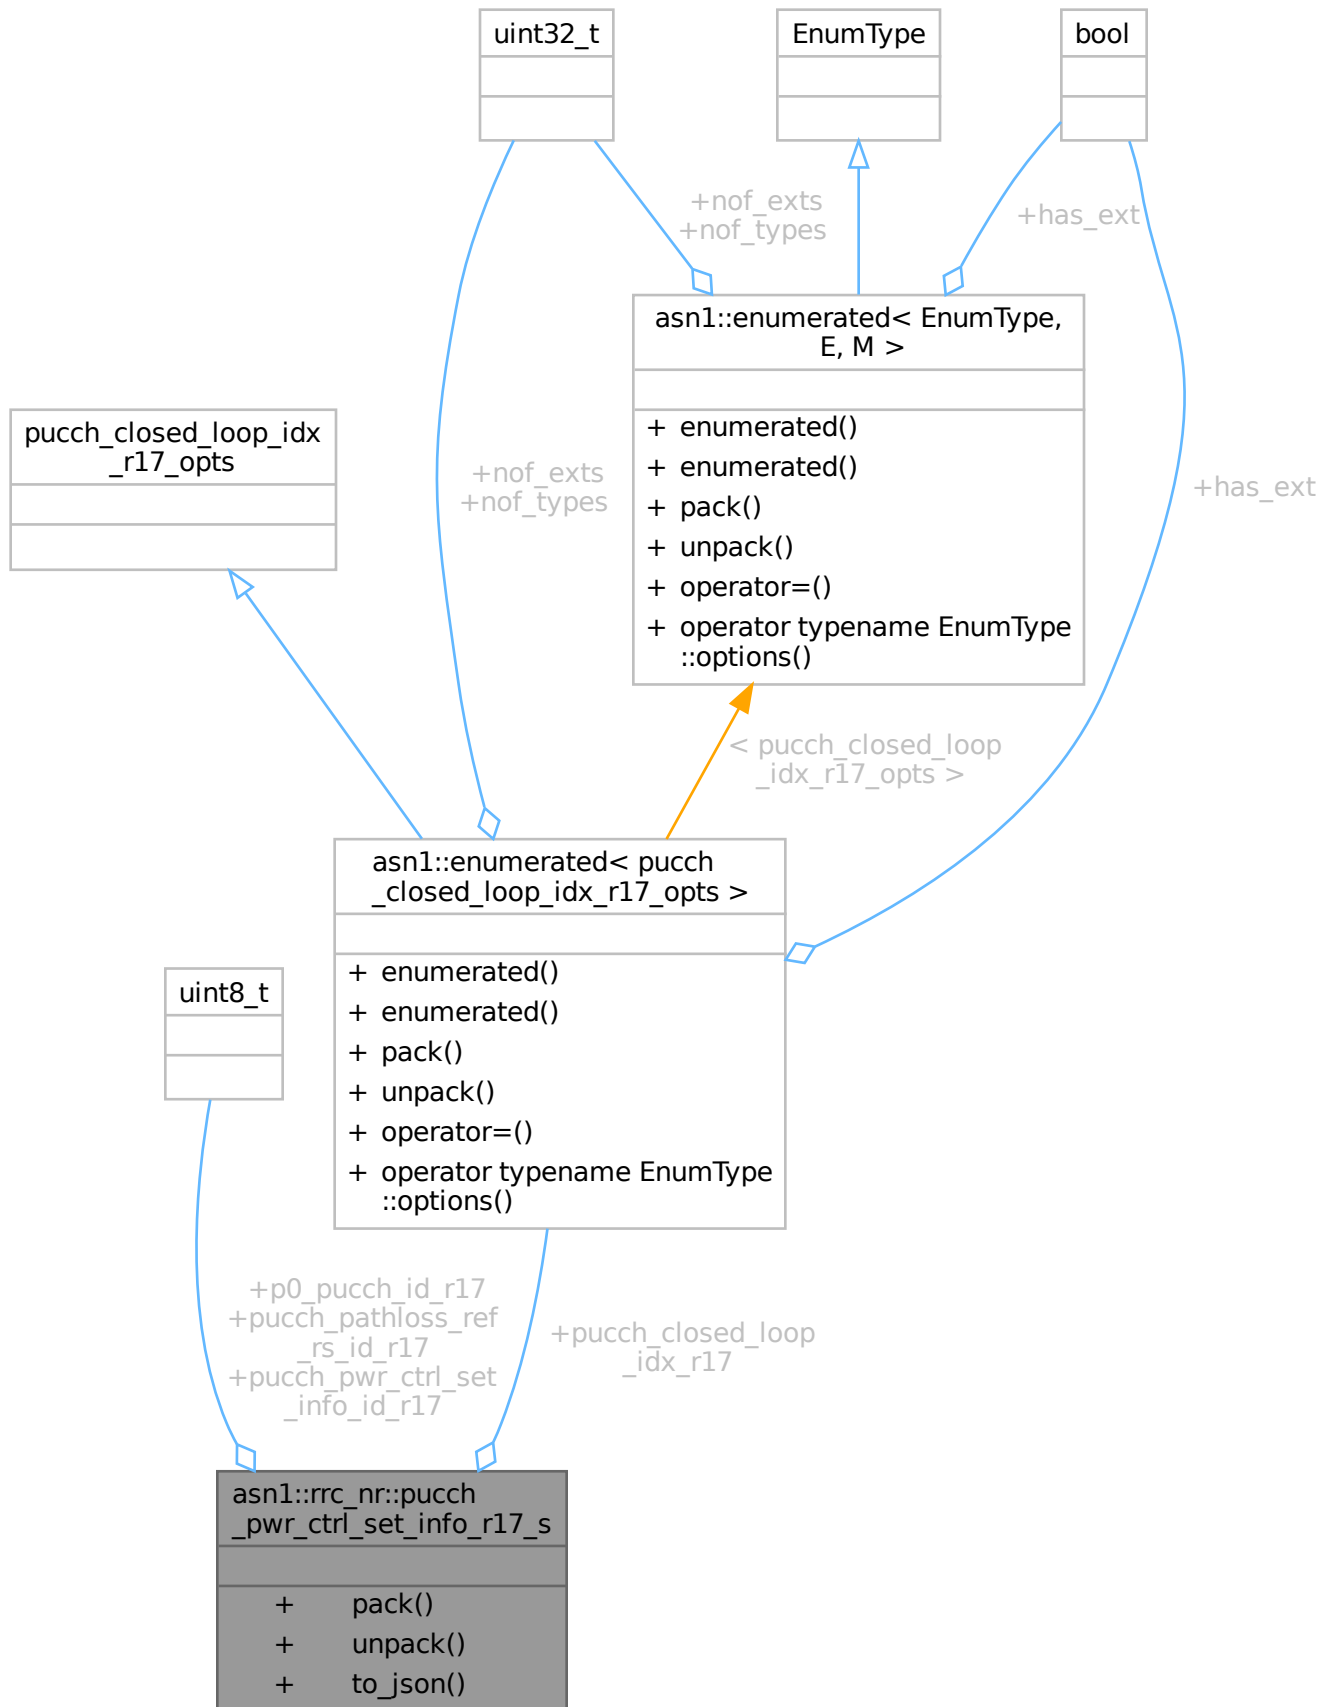 uint32_t
EnumType
bool
+nof_exts
+nof_types
+has_ext
asn1::enumerated< EnumType,
E, M >
+ enumerated()
+ enumerated()
+ pack()
+ unpack()
+ operator=()
+ operator typename EnumType
::options()
pucch_closed_loop_idx
_r17_opts
+nof_exts
+nof_types
+has_ext
< pucch_closed_loop
_idx_r17_opts >
asn1::enumerated< pucch
_closed_loop_idx_r17_opts >
+ enumerated()
+ enumerated()
+ pack()
+ unpack()
+ operator=()
+ operator typename EnumType
::options()
uint8_t
+p0_pucch_id_r17
+pucch_pathloss_ref
_rs_id_r17
+pucch_pwr_ctrl_set
_info_id_r17
+pucch_closed_loop
_idx_r17
asn1::rrc_nr::pucch
_pwr_ctrl_set_info_r17_s
+ pack()
+ unpack()
+ to_json()